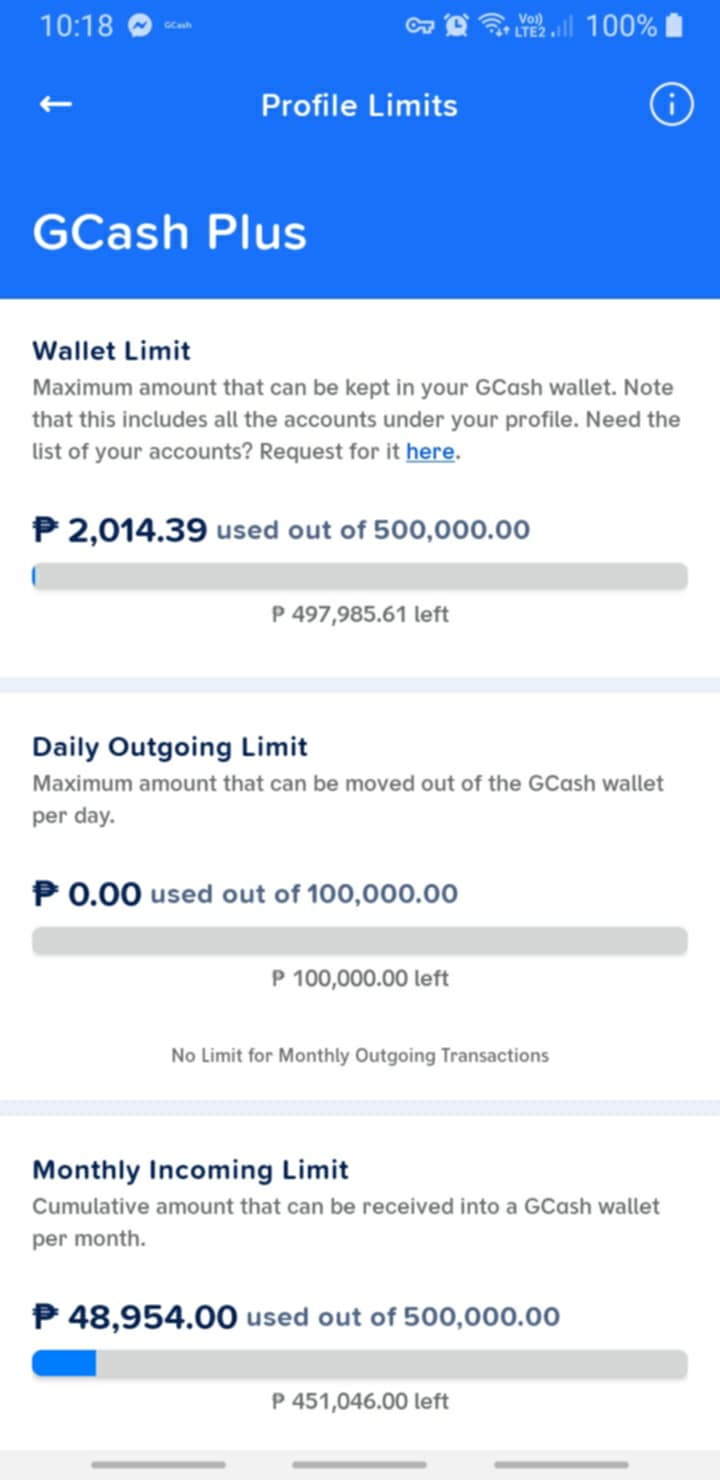 10:18 GCash Vo)) LTE2 100%
Profile Limits
GCash Plus
Wallet Limit
Maximum amount that can be kept in your GCash wallet. Note
that this includes all the accounts under your profile. Need the
list of your accounts? Request for it here.
₱ 2,014.39 used out of 500,000.00
₱ 497,985.61 left
Daily Outgoing Limit
Maximum amount that can be moved out of the GCash wallet
per day.
₱ 0.00 used out of 100,000.00
₱ 100,000.00 left
No Limit for Monthly Outgoing Transactions
Monthly Incoming Limit
Cumulative amount that can be received into a GCash wallet
per month.
₱ 48,954.00 used out of 500,000.00
₱ 451,046.00 left